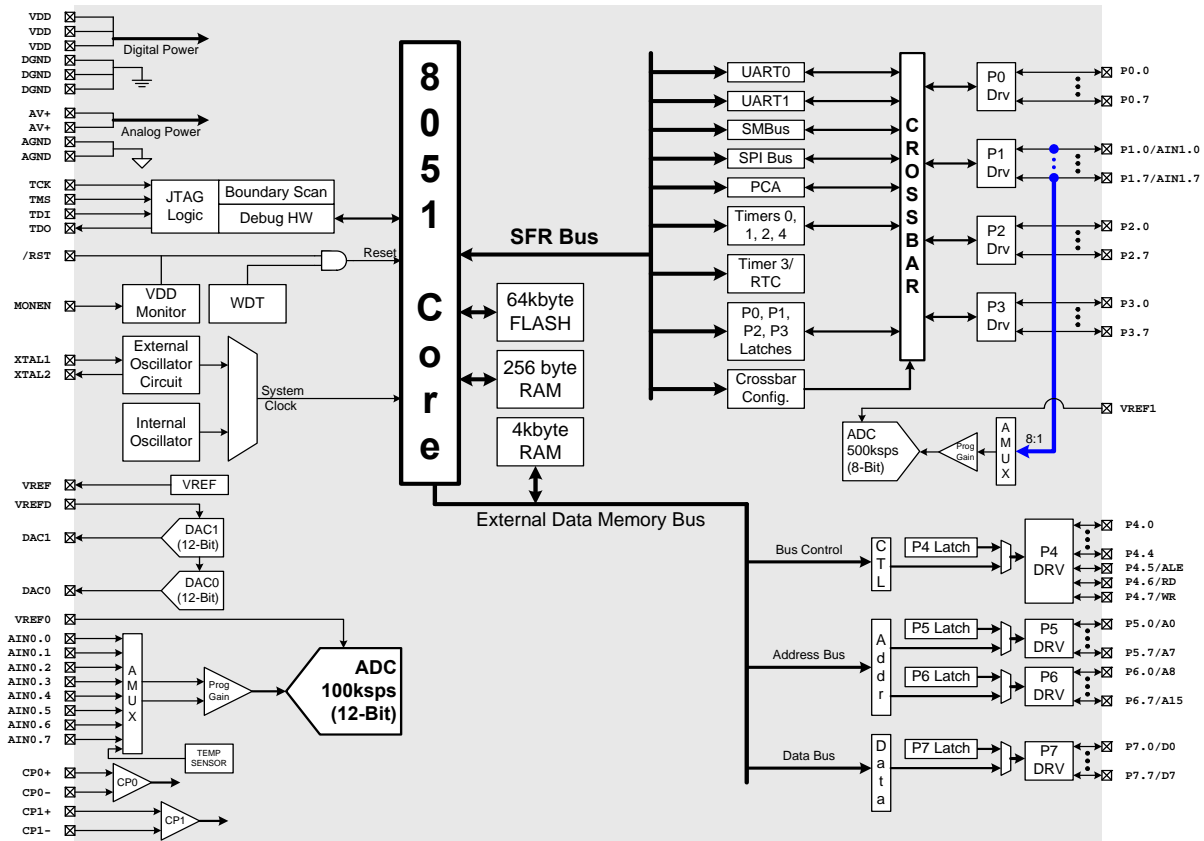 VDD
VDD
VDD
Digital Power
DGND
DGND
DGND
AV+
AV+
Analog Power
AGND
AGND
TCK
TMS
TDI
TDO
JTAG
Logic
Boundary Scan
Debug HW
/RST
Reset
MONEN
VDD
Monitor
WDT
XTAL1
XTAL2
External
Oscillator
Circuit
System
Clock
Internal
Oscillator
VREF
VREF
VREFD
DAC1
DAC1
(12-Bit)
DAC0
DAC0
(12-Bit)
VREF0
AIN0.0
AIN0.1
AIN0.2
AIN0.3
AIN0.4
AIN0.5
AIN0.6
AIN0.7
AMUX
Prog
Gain
ADC
100ksps
(12-Bit)
TEMP
SENSOR
CP0+
CP0-
CP0
CP1+
CP1-
CP1
8051 Core
SFR Bus
64kbyte
FLASH
256 byte
RAM
4kbyte
RAM
External Data Memory Bus
UART0
UART1
SMBus
SPI Bus
PCA
Timers 0,
1, 2, 4
Timer 3/
RTC
P0, P1,
P2, P3
Latches
Crossbar
Config.
CROSSBAR
P0
Drv
P0.0
P0.7
P1
Drv
P1.0/AIN1.0
P1.7/AIN1.7
P2
Drv
P2.0
P2.7
P3
Drv
P3.0
P3.7
VREF1
ADC
500ksps
(8-Bit)
Prog
Gain
AMUX
8:1
Bus Control
CTL
P4 Latch
P4
DRV
P4.0
P4.4
P4.5/ALE
P4.6/RD
P4.7/WR
Address Bus
Addr
P5 Latch
P5
DRV
P5.0/A0
P5.7/A7
P6 Latch
P6
DRV
P6.0/A8
P6.7/A15
Data Bus
Data
P7 Latch
P7
DRV
P7.0/D0
P7.7/D7